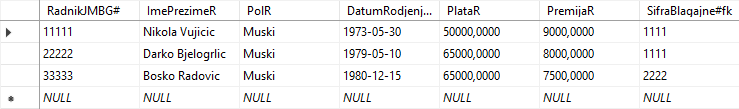 RadnikJMBG# ImePrezimeR PolR DatumRodjenj... PlataR PremijaR SifraBlagajne#fk
11111 Nikola Vujicic Muski 1973-05-30 50000,0000 9000,0000 1111
22222 Darko Bjelogrlic Muski 1979-05-10 65000,0000 8000,0000 1111
33333 Bosko Radovic Muski 1980-12-15 65000,0000 7500,0000 2222
NULL NULL NULL NULL NULL NULL NULL